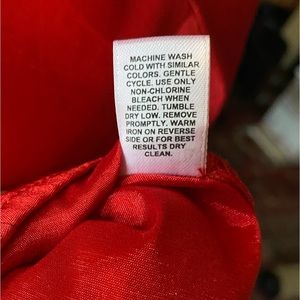 MACHINE WASH
COLD WITH SIMILAR
COLORS. GENTLE
CYCLE. USE ONLY
NON-CHLORINE
BLEACH WHEN
NEEDED. TUMBLE
DRY LOW. REMOVE
PROMPTLY. WARM
IRON ON REVERSE
SIDE OR FOR BEST
RESULTS DRY
CLEAN.